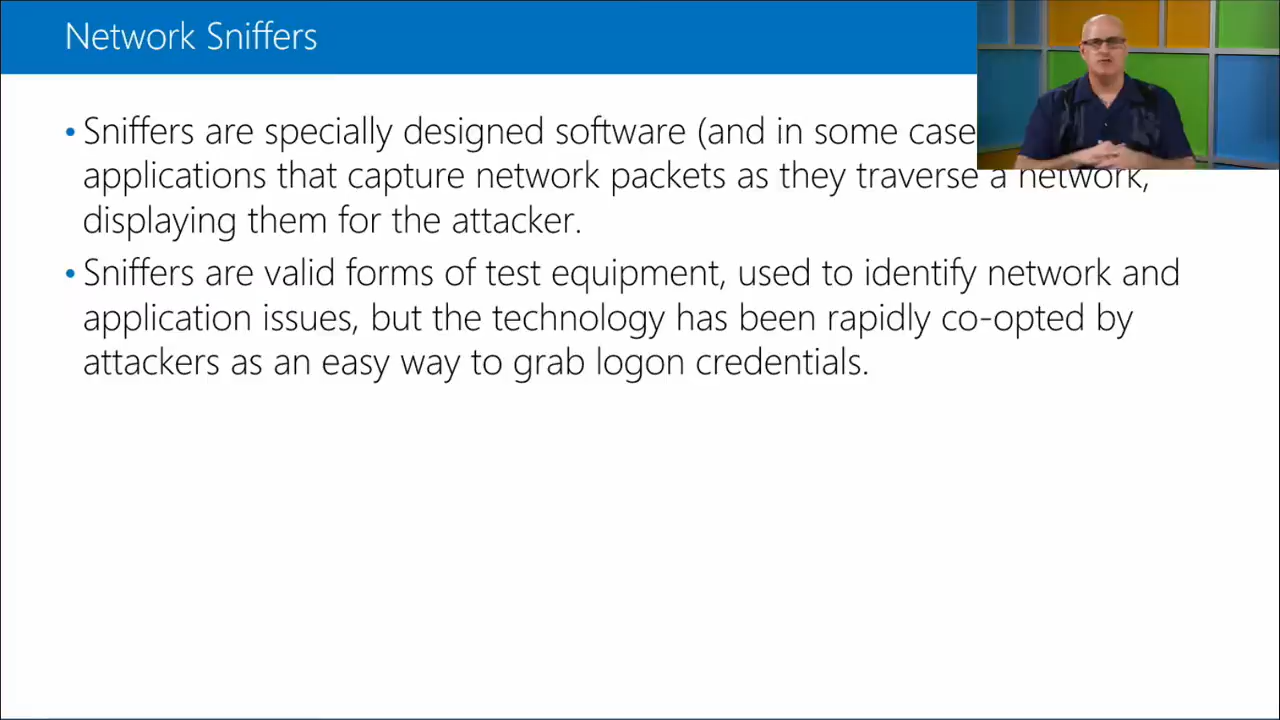 Network Sniffers
• Sniffers are specially designed software (and in some case
applications that capture network packets as they traverse a network,
displaying them for the attacker.
• Sniffers are valid forms of test equipment, used to identify network and
application issues, but the technology has been rapidly co-opted by
attackers as an easy way to grab logon credentials.